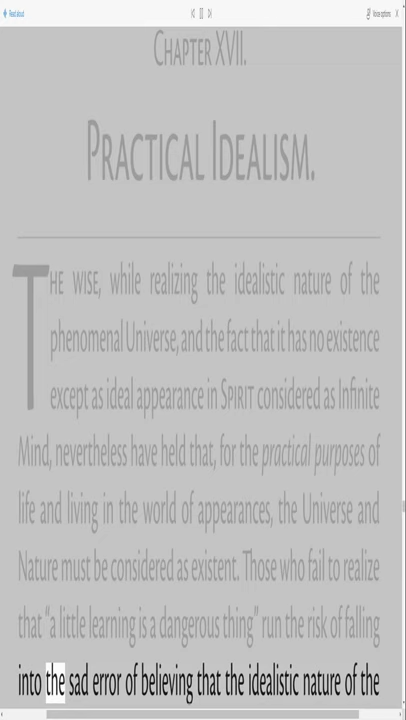 Read aloud
Voice options
CHAPTER XVII.
PRACTICAL IDEALISM.
THE WISE, while realizing the idealistic nature of the
phenomenal Universe, and the fact that it has no existence
except as ideal appearance in SPIRIT considered as Infinite
Mind, nevertheless have held that, for the practical purposes of
life and living in the world of appearances, the Universe and
Nature must be considered as existent. Those who fail to realize
that “a little learning is a dangerous thing” run the risk of falling
into the sad error of believing that the idealistic nature of the